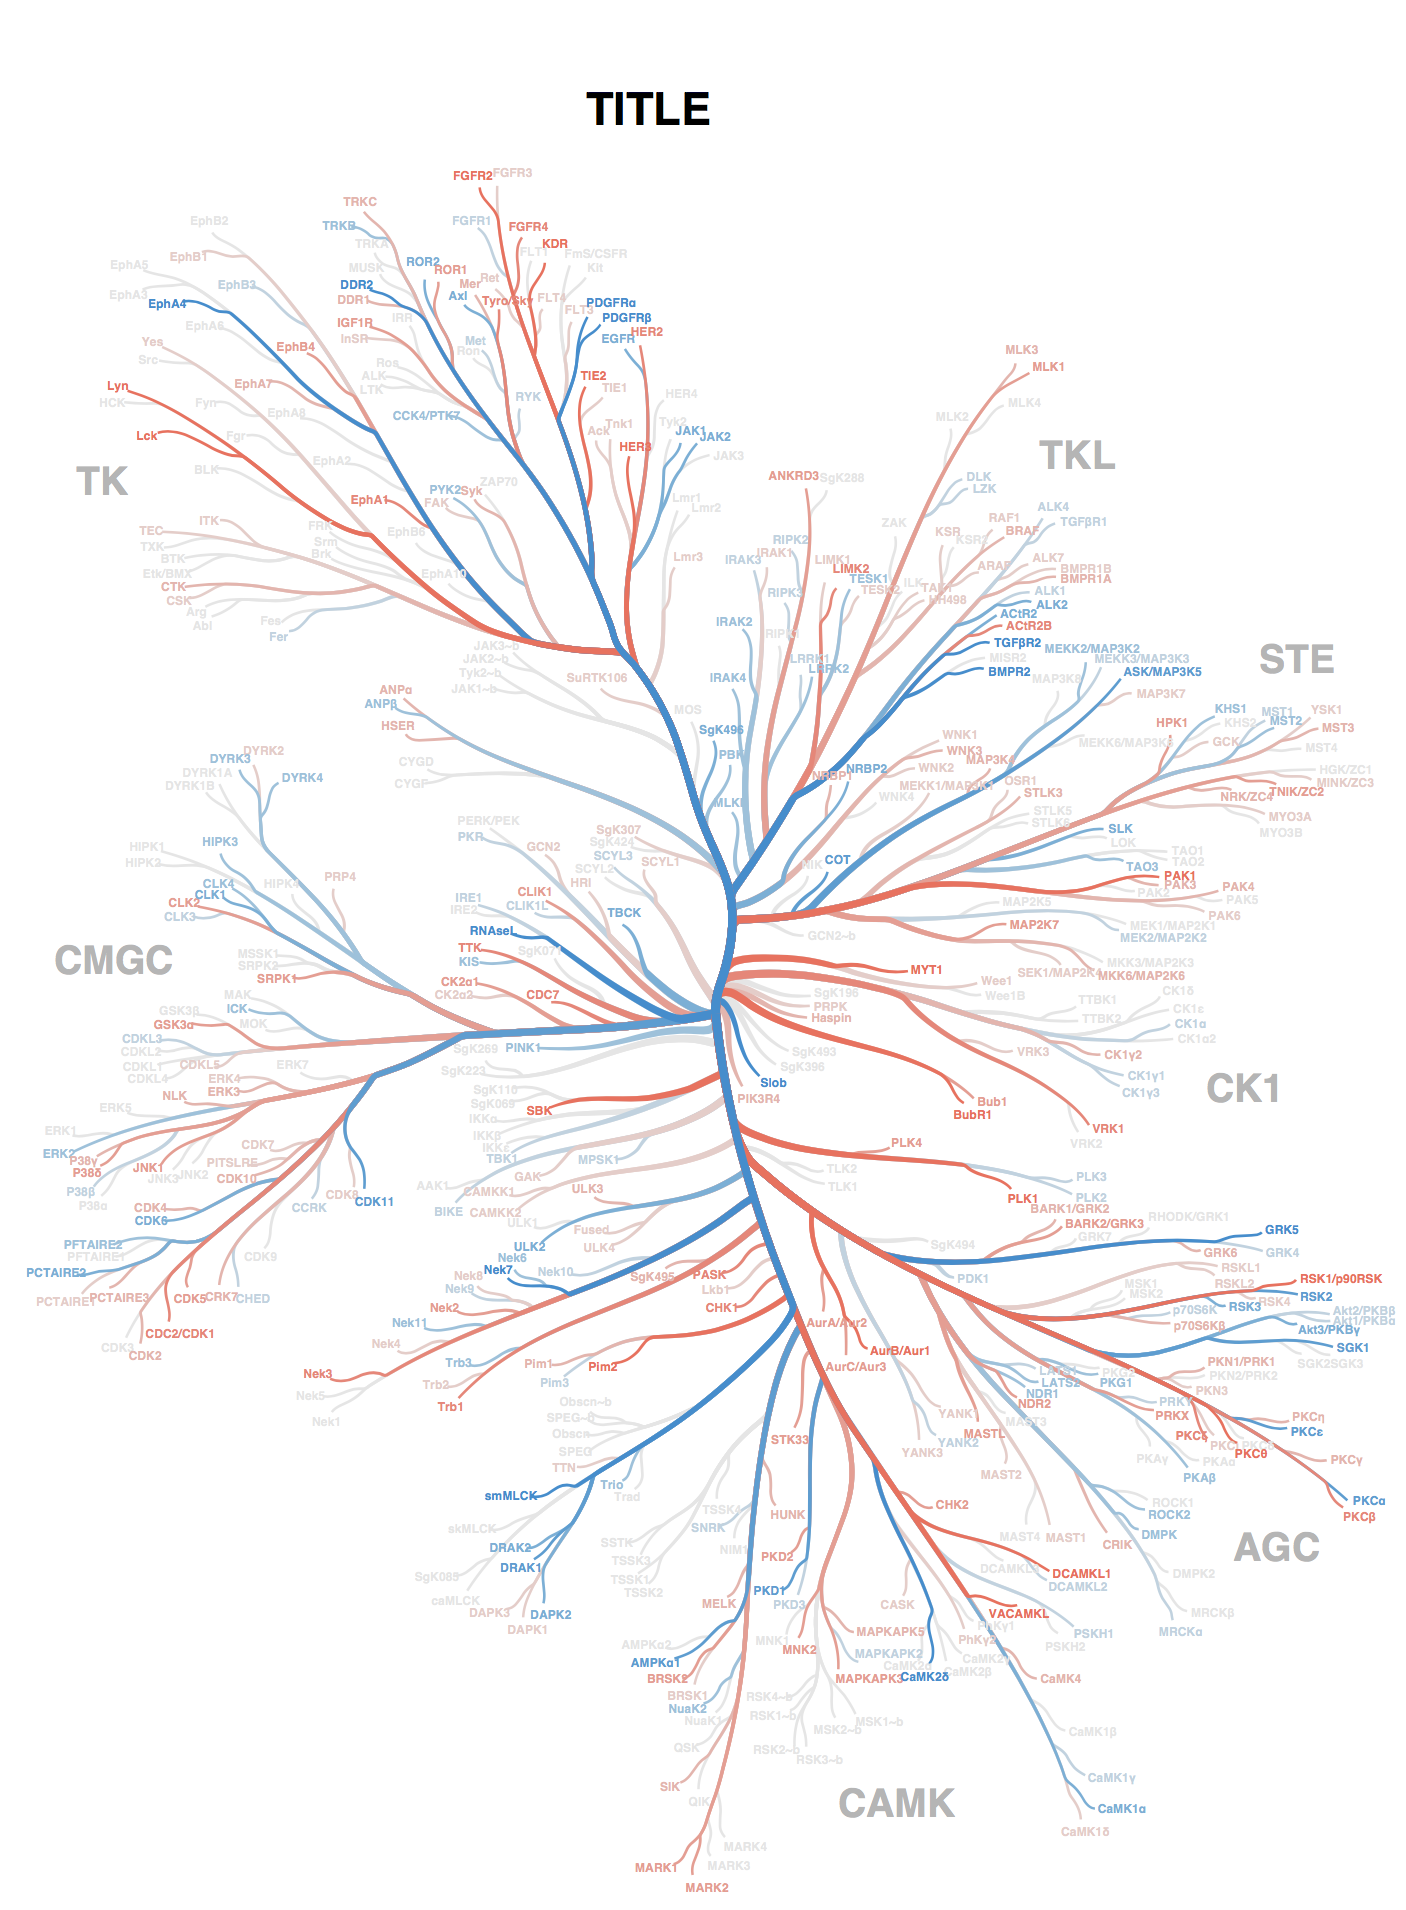 TITLE
FGFR2
FGFR3
TRKC
EphB2
TRKB
FGFR1
FGFR4
TRKA
KDR
EphB1
FLT1
FmS/CSFR
EphA5
MUSK
ROR2
ROR1
Kit
EphB3
DDR2
Mer
Ret
EphA3
DDR1
Axl
Tyro/Sky
FLT4
PDGFRα
EphA4
IRR
FLT3
PDGFRβ
EphA6
IGF1R
HER2
Yes
InSR
Met
EGFR
EphB4
Ron
MLK3
Src
Ros
MLK1
ALK
TIE2
Lyn
EphA7
LTK
TIE1
HER4
RYK
MLK4
HCK
Fyn
EphA8
CCK4/PTK7
MLK2
Tnk1
Tyk2
Lck
Fgr
Ack
JAK1
JAK2
HER3
TKL
EphA2
JAK3
BLK
TK
ANKRD3
SgK288
DLK
ZAP70
PYK2
Syk
LZK
EphA1
FAK
Lmr1
Lmr2
ALK4
ITK
ZAK
RAF1
TGFβR1
TEC
FRK
EphB6
KSR
BRAF
TXK
Srm
RIPK2
KSR2
BTK
Brk
Lmr3
IRAK3
IRAK1
LIMK1
ALK7
Etk/BMX
EphA10
LIMK2
ARAF
BMPR1B
CTK
TESK1
BMPR1A
CSK
RIPK3
TESK2
ILK
ALK1
Arg
HH498
ALK2
Abl
Fes
IRAK2
ACtR2
Fer
RIPK1
ACtR2B
JAK3~b
TGFβR2
MEKK2/MAP3K2
JAK2~b
LRRK1
MISR2
MEKK3/MAP3K3
STE
Tyk2~b
SuRTK106
IRAK4
LRRK2
BMPR2
ASK/MAP3K5
JAK1~b
MAP3K8
MAP3K7
ANPα
ANPβ
MOS
KHS1
MST1
YSK1
HSER
SgK496
HPK1
KHS2
MST2
MST3
WNK1
MEKK6/MAP3K6
GCK
MST4
DYRK2
PBK
WNK3
DYRK3
CYGD
NRBP1
NRBP2
WNK2
HGK/ZC1
DYRK1A
DYRK4
CYGF
MEKK1/MAP3K1
OSR1
MINK/ZC3
DYRK1B
WNK4
STLK3
NRK/ZC4
TNIK/ZC2
STLK5
MYO3A
PERK/PEK
SgK307
STLK6
SLK
MYO3B
HIPK3
PKR
SgK424
LOK
HIPK1
GCN2
SCYL3
SCYL1
NIK
COT
TAO1
HIPK2
SCYL2
TAO3
TAO2
CLK4
HIPK4
PRP4
HRI
PAK1
CLK1
CLIK1
PAK3
PAK4
CLK2
IRE1
CLIK1L
PAK2
PAK5
CLK3
IRE2
TBCK
MAP2K5
PAK6
RNAseL
MAP2K7
MEK1/MAP2K1
GCN2~b
MEK2/MAP2K2
CMGC
TTK
MSSK1
SgK071
KIS
MYT1
MKK3/MAP2K3
SRPK2
SEK1/MAP2K4
MKK6/MAP2K6
SRPK1
CK2α1
Wee1
CK2α2
CDC7
SgK196
Wee1B
TTBK1
CK1δ
MAK
PRPK
GSK3β
ICK
Haspin
TTBK2
CK1ε
GSK3α
MOK
CK1α
CDKL3
SgK269
PINK1
CK1α2
CDKL2
SgK493
VRK3
CK1γ2
CDKL1
CDKL5
ERK7
SgK223
SgK396
CDKL4
ERK4
Slob
CK1γ1
CK1
ERK3
SgK110
CK1γ3
NLK
SgK069
PIK3R4
Bub1
ERK5
SBK
IKKα
BubR1
ERK1
IKKβ
VRK1
CDK7
IKKε
PLK4
VRK2
ERK2
TBK1
P38γ
JNK1
PITSLRE
MPSK1
P38δ
JNK3
JNK2
CDK10
GAK
TLK2
PLK3
P38β
AAK1
CAMKK1
ULK3
TLK1
P38α
CDK8
CDK11
PLK1
PLK2
CDK4
CCRK
BIKE
CAMKK2
BARK1/GRK2
CDK6
ULK1
Fused
BARK2/GRK3
RHODK/GRK1
PFTAIRE2
ULK2
ULK4
SgK494
GRK7
GRK5
PFTAIRE1
CDK9
Nek6
GRK6
GRK4
PCTAIRE2
Nek7
Nek10
SgK495
PASK
PDK1
RSKL1
Nek8
MSK1
RSKL2
RSK1/p90RSK
PCTAIRE1
PCTAIRE3
CDK5
CRK7
CHED
Nek9
Lkb1
MSK2
RSK2
Nek2
CHK1
p70S6K
RSK3
RSK4
Nek11
AurA/Aur2
p70S6Kβ
Akt2/PKBβ
CDC2/CDK1
Akt1/PKBα
CDK3
Nek4
Akt3/PKBγ
CDK2
AurB/Aur1
SGK1
Trb3
Pim1
Pim2
AurC/Aur3
LATS1
PKN1/PRK1
SGK2
SGK3
Nek3
Trb2
Pim3
LATS2
PKG2
PKG1
PKN2/PRK2
Nek5
Trb1
NDR1
PKN3
Obscn~b
NDR2
PRKY
Nek1
SPEG~b
YANK1
MAST3
PRKX
PKCη
Obscn
STK33
MASTL
PKCζ
PKCε
SPEG
YANK3
YANK2
PKAγ
PKCθ
TTN
MAST2
PKAα
PKCγ
smMLCK
Trio
PKAβ
Trad
PKCα
TSSK4
HUNK
CHK2
ROCK1
PKCβ
skMLCK
SNRK
ROCK2
SSTK
NIM1
MAST4
MAST1
DMPK
AGC
DRAK2
TSSK3
PKD2
CRIK
DRAK1
TSSK1
DCAMKL1
DMPK2
SgK085
TSSK2
PKD1
DCAMKL2
caMLCK
MELK
PKD3
CASK
MRCKβ
DAPK3
DAPK2
VACAMKL
DAPK1
MAPKAPK5
PhKγ1
PSKH1
MRCKα
AMPKα2
MNK1
PhKγ2
PSKH2
AMPKα1
MNK2
MAPKAPK2
BRSK2
MAPKAPK3
CaMK2δ
CaMK2β
CaMK4
BRSK1
RSK4~b
NuaK2
RSK1~b
MSK1~b
NuaK1
MSK2~b
CaMK1β
QSK
RSK2~b
RSK3~b
SIK
CaMK1γ
QIK
CAMK
CaMK1α
CaMK1δ
MARK4
MARK1
MARK3
MARK2